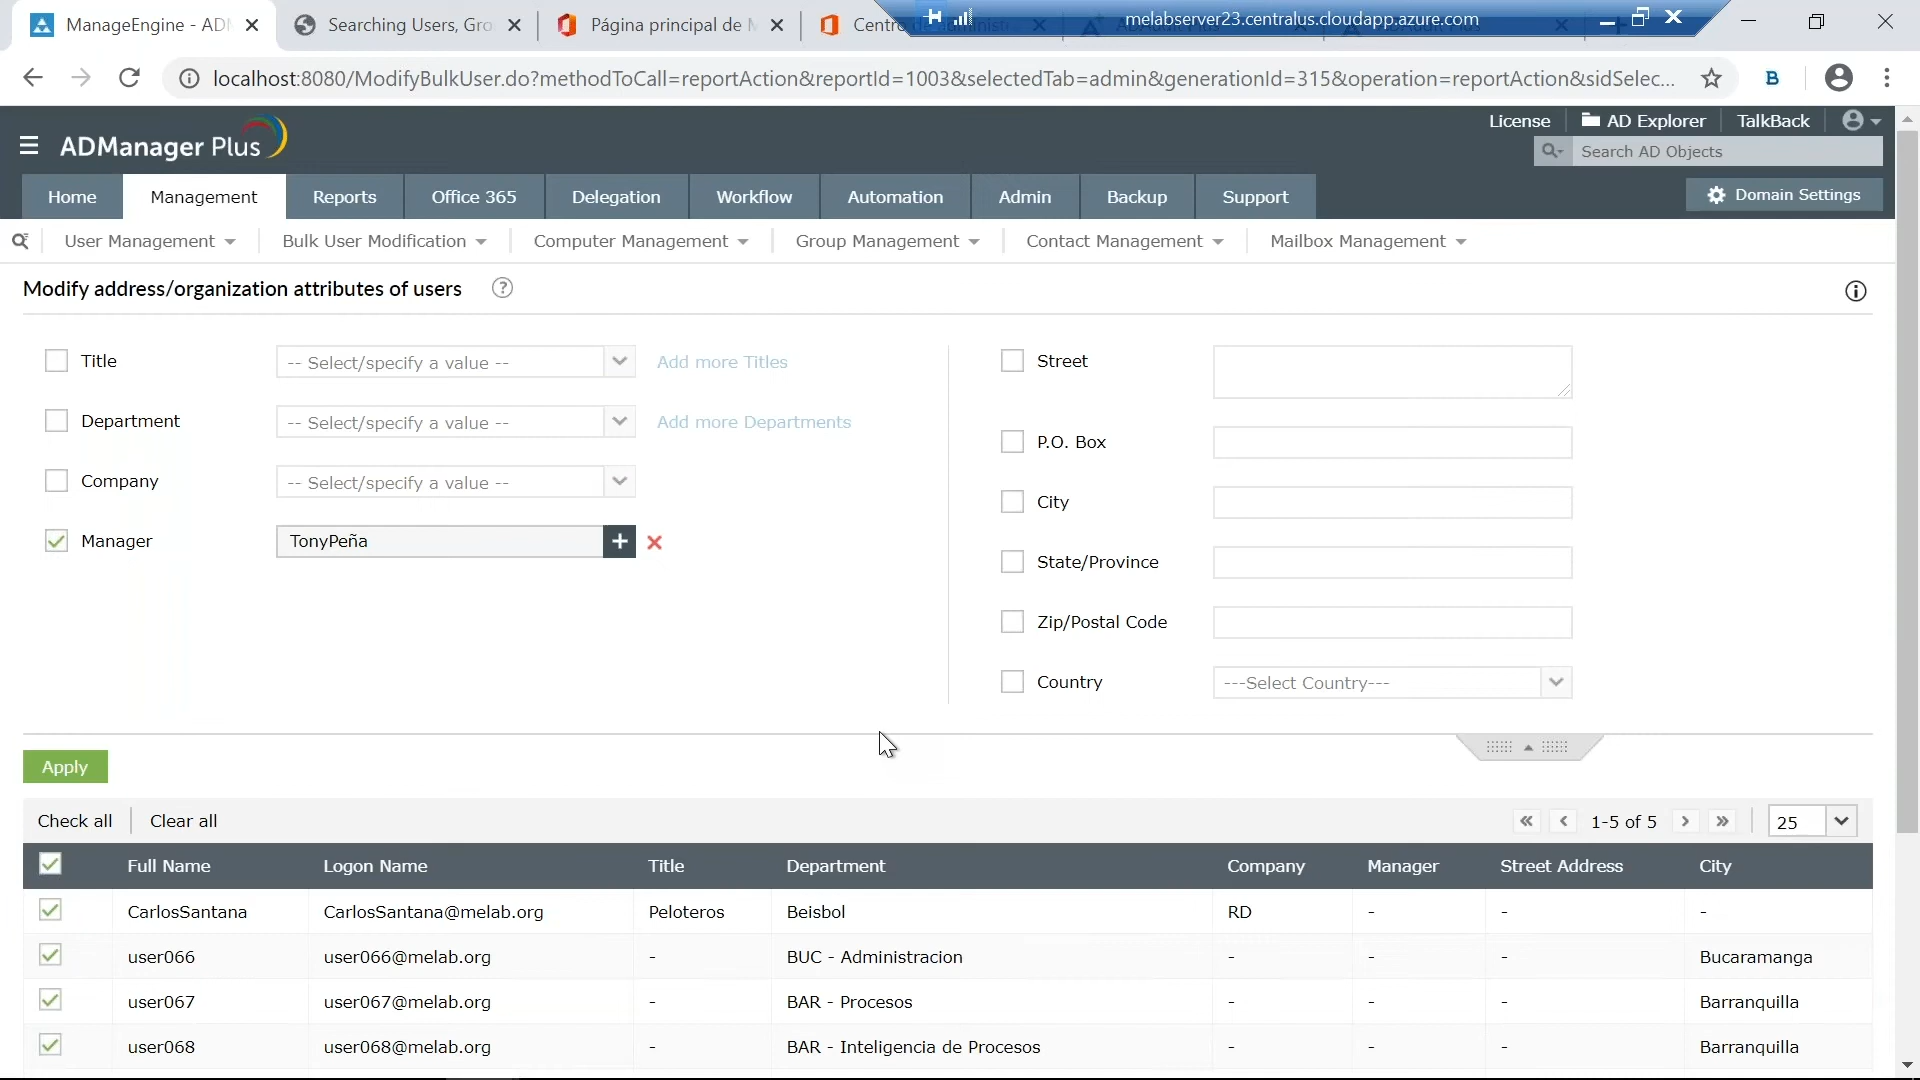 ManageEngine - AD
Searching Users, Gro
Página principal de M
Centro
melabserver23.centralus.cloudapp.azure.com
localhost:8080/ModifyBulkUser.do?methodToCall=reportAction&reportId=1003&selectedTab=admin&generationId=315&operation=reportAction&sidSelec...
B
License
AD Explorer
TalkBack
ADManager Plus
Search AD Objects
Home
Management
Reports
Office 365
Delegation
Workflow
Automation
Admin
Backup
Support
Domain Settings
User Management
Bulk User Modification
Computer Management
Group Management
Contact Management
Mailbox Management
Modify address/organization attributes of users
?
Title
-- Select/specify a value --
Add more Titles
Department
-- Select/specify a value --
Add more Departments
Company
-- Select/specify a value --
Manager
TonyPeña
Street
P.O. Box
City
State/Province
Zip/Postal Code
Country
---Select Country---
Apply
Check all
Clear all
1-5 of 5
25
Full Name Logon Name Title Department Company Manager Street Address City
CarlosSantana CarlosSantana@melab.org Peloteros Beisbol RD - - -
user066 user066@melab.org - BUC - Administracion - - - Bucaramanga
user067 user067@melab.org - BAR - Procesos - - - Barranquilla
user068 user068@melab.org - BAR - Inteligencia de Procesos - - - Barranquilla